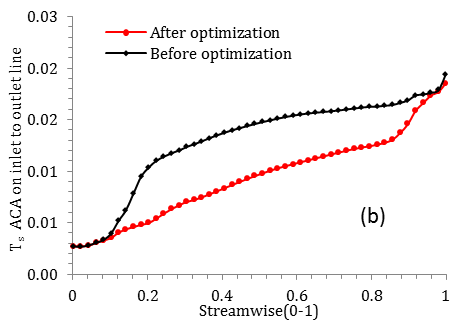 0.03
After optimization
Before optimization
0.02
0.02
0.01
0.01
0.00
Ts ACA on inlet to outlet line
(b)
0 0.2 0.4 0.6 0.8 1
Streamwise(0-1)